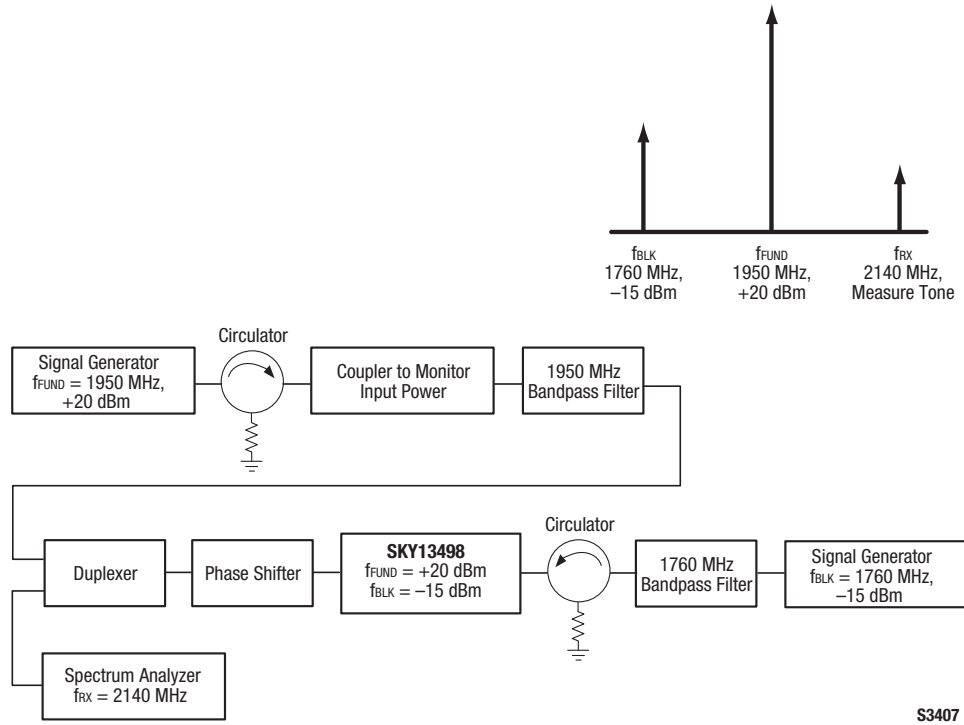 fBLK
1760 MHz,
–15 dBm
fFUND
1950 MHz,
+20 dBm
fRX
2140 MHz,
Measure Tone
Circulator
Signal Generator
fFUND = 1950 MHz,
+20 dBm
Coupler to Monitor
Input Power
1950 MHz
Bandpass Filter
Circulator
Duplexer
Phase Shifter
SKY13498
fFUND = +20 dBm
fBLK = –15 dBm
1760 MHz
Bandpass Filter
Signal Generator
fBLK = 1760 MHz,
–15 dBm
Spectrum Analyzer
fRX = 2140 MHz
S3407